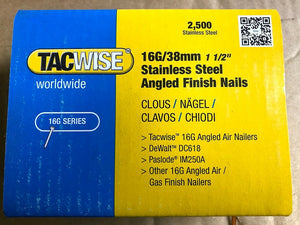 2,500
Stainless Steel
TACWISE®
worldwide
16G SERIES
16G/38mm 1 1/2"
Stainless Steel
Angled Finish Nails
CLOUS / NÄGEL /
CLAVOS / CHIODI
> Tacwise™ 16G Angled Air Nailers
> DeWalt™ DC618
> Paslode® IM250A
> Other 16G Angled Air /
Gas Finish Nailers